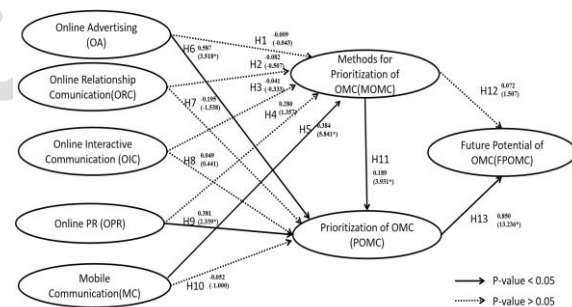 Online Advertising
(OA)
Online Relationship
Comunication(ORC)
Online Interactive
Communication (OIC)
Online PR (OPR)
Mobile
Communication(MC)
H1 -0.009
(-0.043)
H6 0.587
(3.518*)
H2 -0.082
(-0.507)
H3 -0.041
(-0.333)
H7 -0.195
(-1.538)
H4 0.280
(1.357)
H5 0.384
(5.841*)
H8 0.049
(0.441)
H9 0.381
(2.339*)
H10 -0.052
(-1.000)
Methods for
Prioritization of
OMC(MOMC)
H11
0.189
(3.931*)
Prioritization of OMC
(POMC)
H12 0.072
(1.507)
Future Potential of
OMC(FPOMC)
H13 0.850
(13.236*)
P-value < 0.05
P-value > 0.05